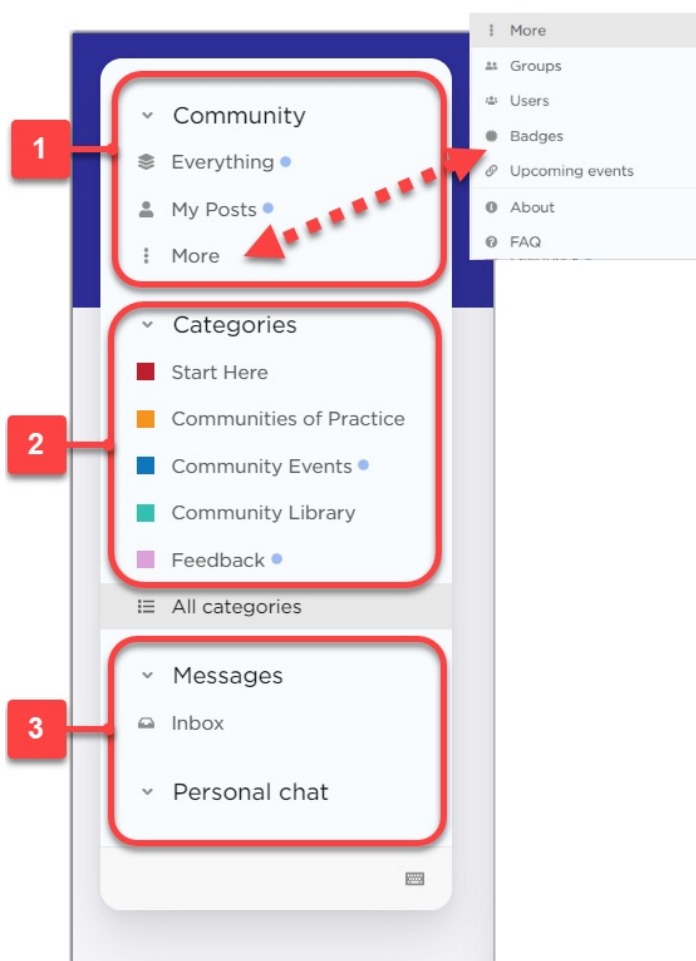 1
Community
Everything
My Posts
More
2
Categories
Start Here
Communities of Practice
Community Events
Community Library
Feedback
All categories
3
Messages
Inbox
Personal chat
More
Groups
Users
Badges
Upcoming events
About
FAQ